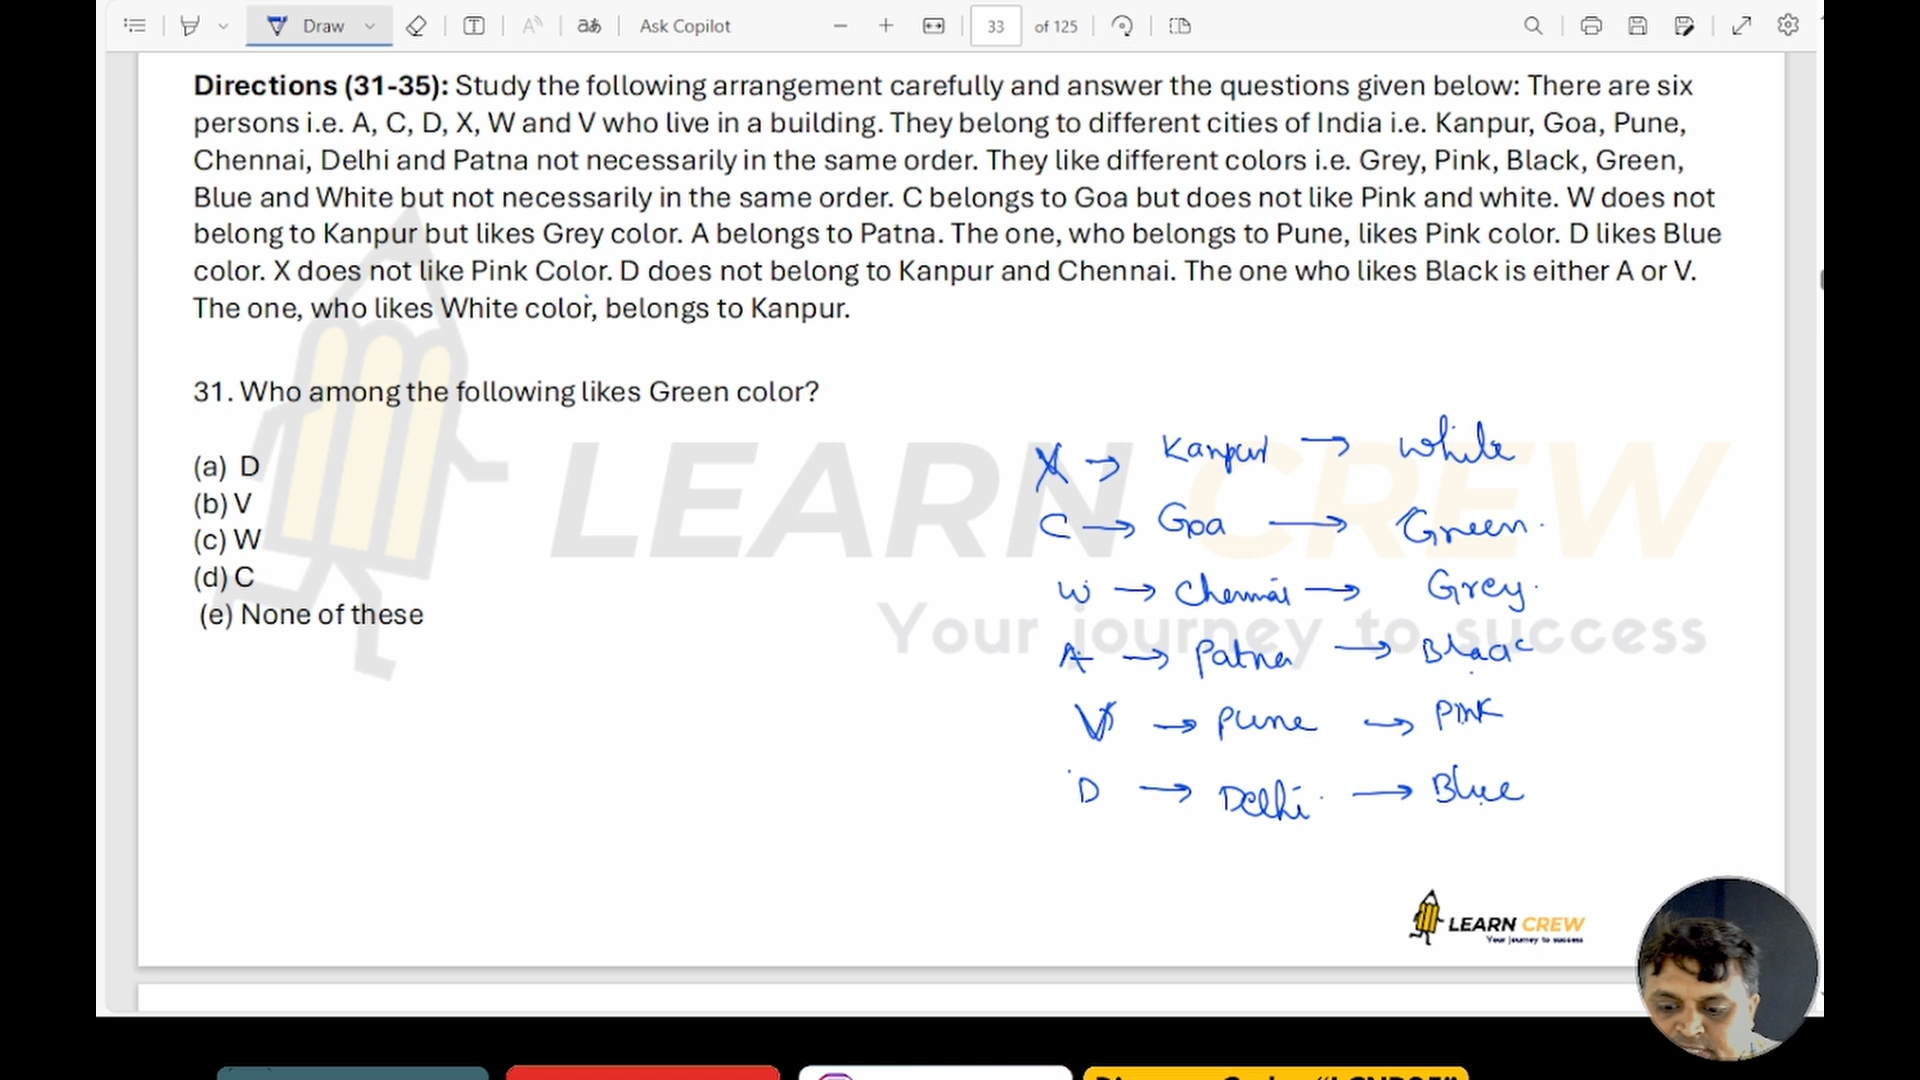 Draw
Ask Copilot
33 of 125
Directions (31-35): Study the following arrangement carefully and answer the questions given below: There are six
persons i.e. A, C, D, X, W and V who live in a building. They belong to different cities of India i.e. Kanpur, Goa, Pune,
Chennai, Delhi and Patna not necessarily in the same order. They like different colors i.e. Grey, Pink, Black, Green,
Blue and White but not necessarily in the same order. C belongs to Goa but does not like Pink and white. W does not
belong to Kanpur but likes Grey color. A belongs to Patna. The one, who belongs to Pune, likes Pink color. D likes Blue
color. X does not like Pink Color. D does not belong to Kanpur and Chennai. The one who likes Black is either A or V.
The one, who likes White color, belongs to Kanpur.
31. Who among the following likes Green color?
(a) D
(b) V
(c) W
(d) C
(e) None of these
X → Kanpur → White
C → Goa → Green.
W → Chennai → Grey.
A → Patna →
V → Pune → Pink
D → Delhi. → Blue
LEARN CREW
Your journey to success
LEARN CREW
Your journey to success